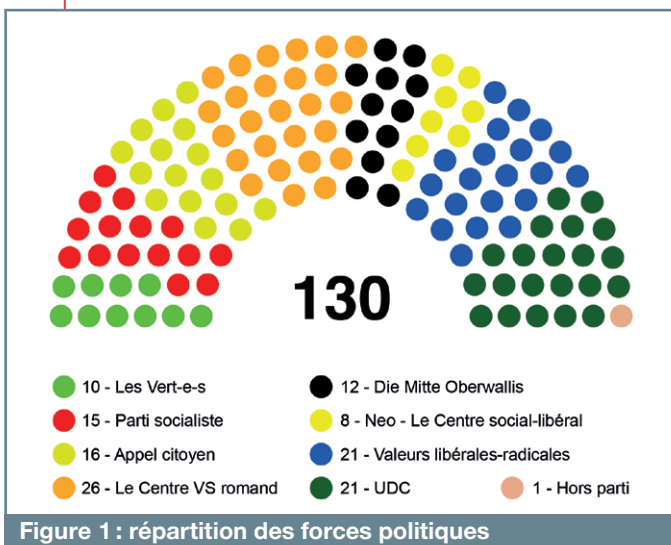 130
10 - Les Vert-e-s
15 - Parti socialiste
16 - Appel citoyen
26 - Le Centre VS romand
12 - Die Mitte Oberwallis
8 - Neo - Le Centre social-libéral
21 - Valeurs libérales-radicales
21 - UDC
1 - Hors parti
Figure 1 : répartition des forces politiques